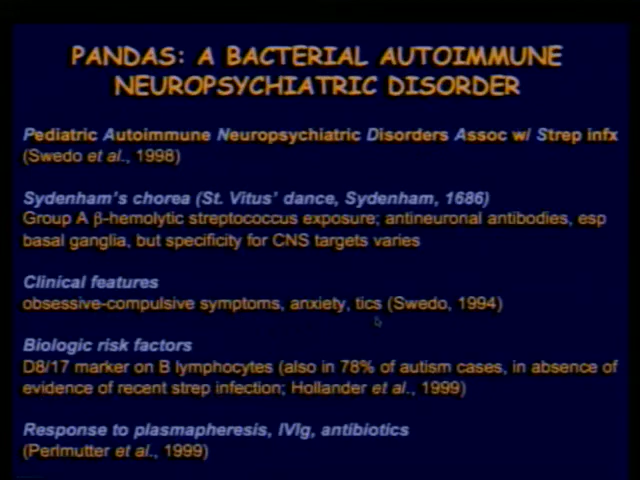 PANDAS: A BACTERIAL AUTOIMMUNE
NEUROPSYCHIATRIC DISORDER
Pediatric Autoimmune Neuropsychiatric Disorders Assoc w/ Strep infx
(Swedo et al., 1998)
Sydenham's chorea (St. Vitus' dance, Sydenham, 1686)
Group A β-hemolytic streptococcus exposure; antineuronal antibodies, esp
basal ganglia, but specificity for CNS targets varies
Clinical features
obsessive-compulsive symptoms, anxiety, tics (Swedo, 1994)
Biologic risk factors
D8/17 marker on B lymphocytes (also in 78% of autism cases, in absence of
evidence of recent strep infection; Hollander et al., 1999)
Response to plasmapheresis, IVIg, antibiotics
(Perlmutter et al., 1999)